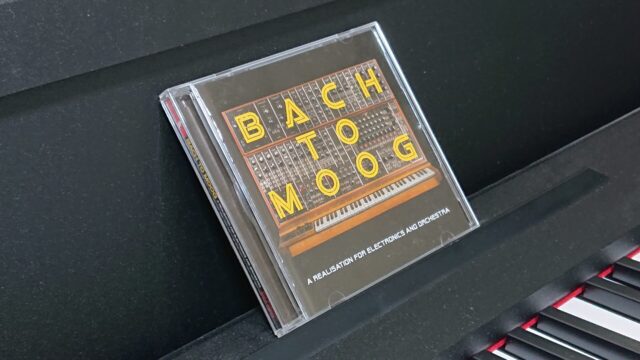 BACH
TO
MOOG
A REALISATION FOR ELECTRONICS AND ORCHESTRA